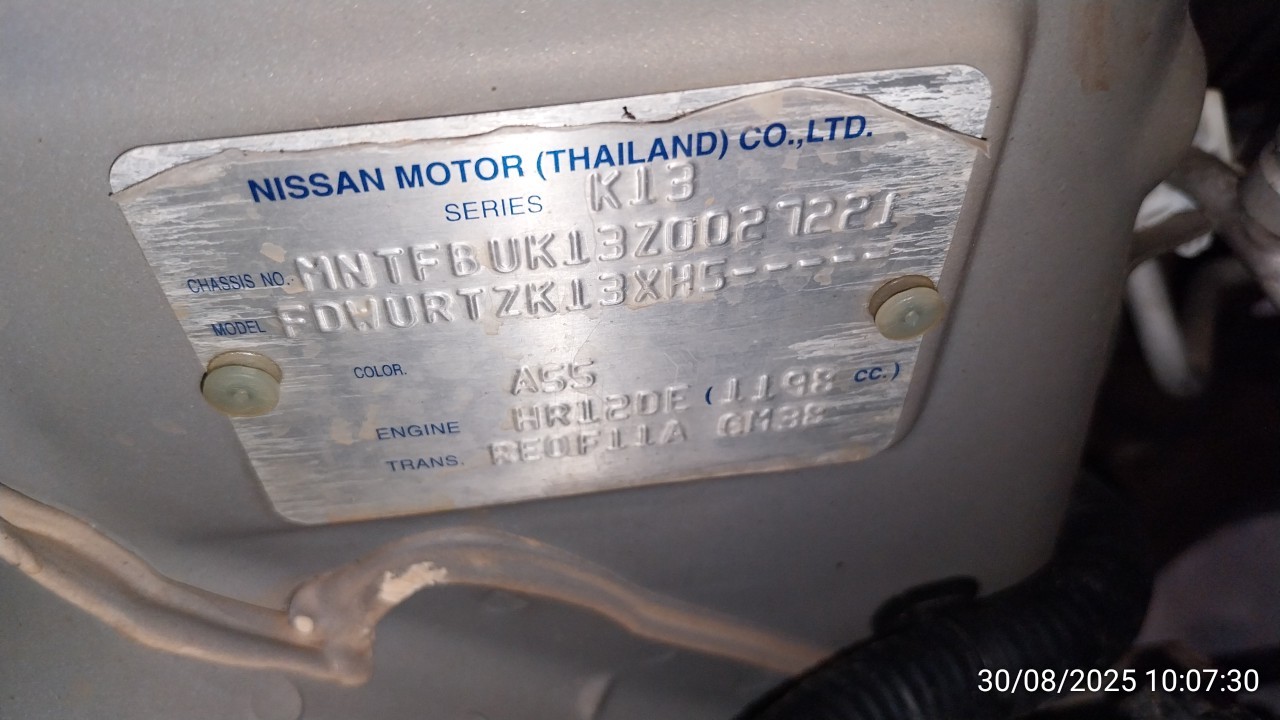 NISSAN MOTOR (THAILAND) CO.,LTD.
SERIES K13
CHASSIS NO. MNTFBUK13Z0027221
MODEL FDWURTZK13XH5-----
COLOR. A55
ENGINE HR12DE (1198 CC.)
TRANS. RE0F11A GM38
30/08/2025 10:07:30